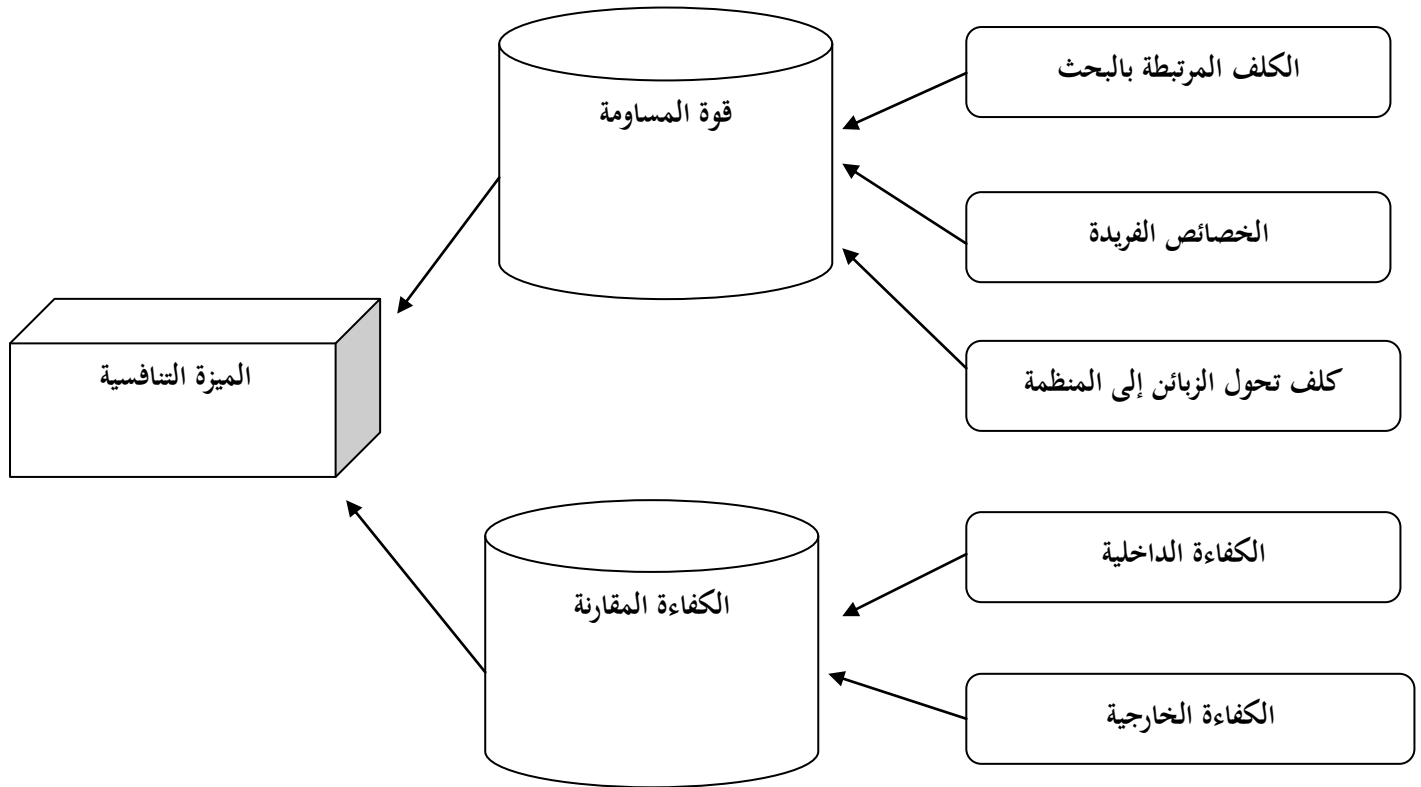 الكلف المرتبطة بالبحث
قوة المساومة
الخصائص الفريدة
كلف تحول الزبائن إلى المنظمة
الميزة التنافسية
الكفاءة الداخلية
الكفاءة المقارنة
الكفاءة الخارجية